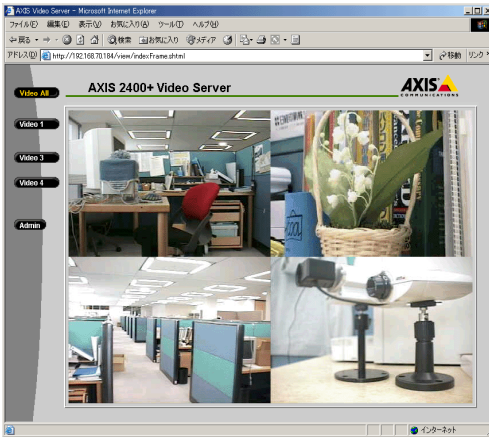 AXIS Video Server - Microsoft Internet Explorer
ファイル(F) 編集(E) 表示(V) お気に入り(A) ツール(T) ヘルプ(H)
戻る 検索 お気に入り メディア
アドレス(D) http://192.168.70.184/view/indexFrame.shtml 移動 リンク
Video All...
AXIS 2400+ Video Server
AXIS
COMMUNICATIONS
Video 1
Video 3
Video 4
Admin
COOL
インターネット